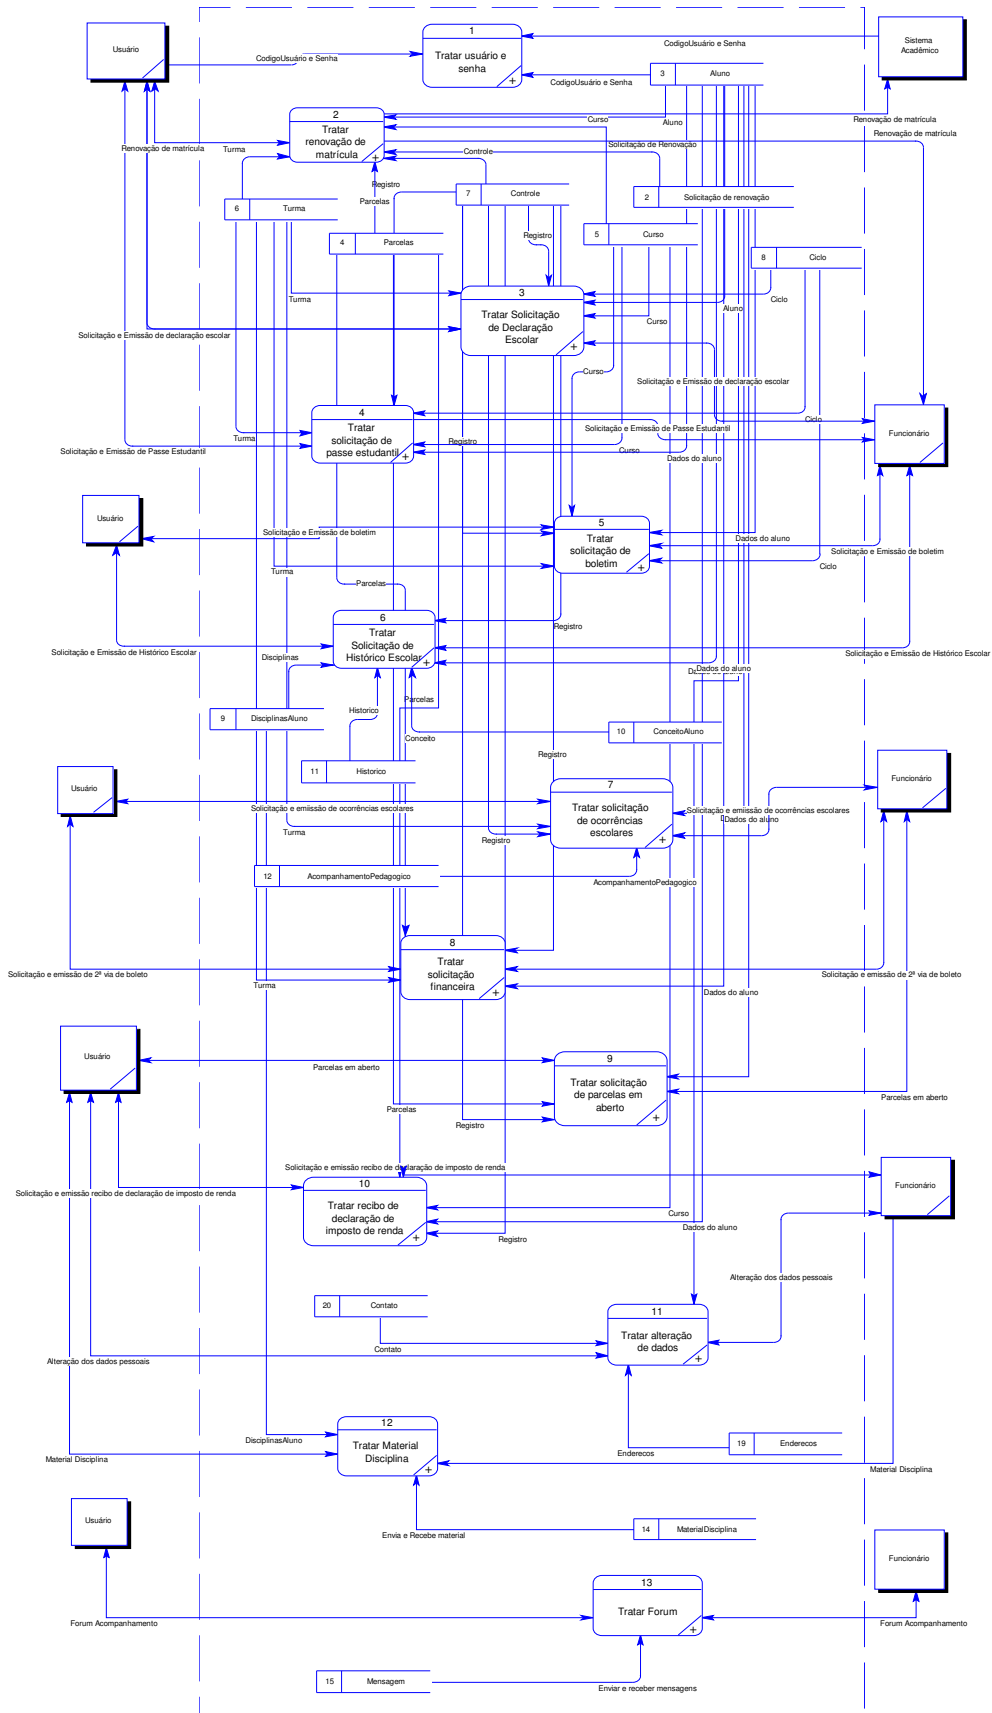 1
Usuário
Tratar usuário e
senha
Sistema
Acadêmico
CodigoUsuário e Senha
CodigoUsuário e Senha
3
Aluno
CodigoUsuário e Senha
2
Tratar
renovação de
matrícula
Curso
Aluno
Renovação de matrícula
Renovação de matrícula
Renovação de matrícula
Turma
Controle
Solicitação de Renovação
Registro
Parcelas
7
Controle
2
Solicitação de renovação
6
Turma
4
Parcelas
Registro
5
Curso
8
Ciclo
3
Tratar Solicitação
de Declaração
Escolar
Turma
Ciclo
Aluno
Curso
Solicitação e Emissão de declaração escolar
Curso
Solicitação e Emissão de declaração escolar
4
Tratar
solicitação de
passe estudantil
Ciclo
Solicitação e Emissão de Passe Estudantil
Funcionário
Turma
Registro
Curso
Dados do aluno
Solicitação e Emissão de Passe Estudantil
Usuário
5
Tratar
solicitação de
boletim
Solicitação e Emissão de boletim
Dados do aluno
Solicitação e Emissão de boletim
Ciclo
Turma
Parcelas
6
Tratar
Solicitação de
Histórico Escolar
Registro
Solicitação e Emissão de Histórico Escolar
Disciplinas
Solicitação e Emissão de Histórico Escolar
Dados do aluno
Parcelas
9
DisciplinasAluno
Historico
Conceito
10
ConceitoAluno
11
Historico
Registro
Usuário
7
Tratar solicitação
de ocorrências
escolares
Funcionário
Solicitação e emiissão de ocorrências escolares
Solicitação e emiissão de ocorrências escolares
Dados do aluno
Turma
Registro
12
AcompanhamentoPedagogico
AcompanhamentoPedagogico
8
Tratar
solicitação
financeira
Solicitação e emissão de 2ª via de boleto
Solicitação e emissão de 2ª via de boleto
Turma
Dados do aluno
Usuário
9
Tratar solicitação
de parcelas em
aberto
Parcelas em aberto
Parcelas em aberto
Parcelas
Registro
Solicitação e emissão recibo de declaração de imposto de renda
10
Tratar recibo de
declaração de
imposto de renda
Funcionário
Solicitação e emissão recibo de declaração de imposto de renda
Curso
Dados do aluno
Registro
Alteração dos dados pessoais
20
Contato
11
Tratar alteração
de dados
Contato
Alteração dos dados pessoais
12
Tratar Material
Disciplina
DisciplinasAluno
Enderecos
19
Enderecos
Material Disciplina
Material Disciplina
Usuário
Envia e Recebe material
14
MaterialDisciplina
Funcionário
13
Tratar Forum
Forum Acompanhamento
Forum Acompanhamento
15
Mensagem
Enviar e receber mensagens